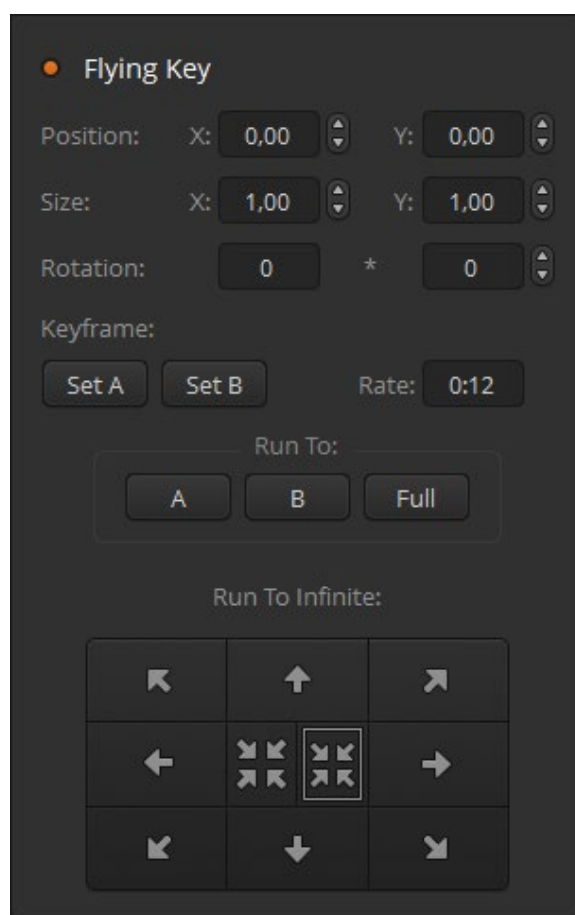 Flying Key
Position: X: 0,00 Y: 0,00
Size: X: 1,00 Y: 1,00
Rotation: 0 * 0
Keyframe:
Set A Set B Rate: 0:12
Run To:
A B Full
Run To Infinite: